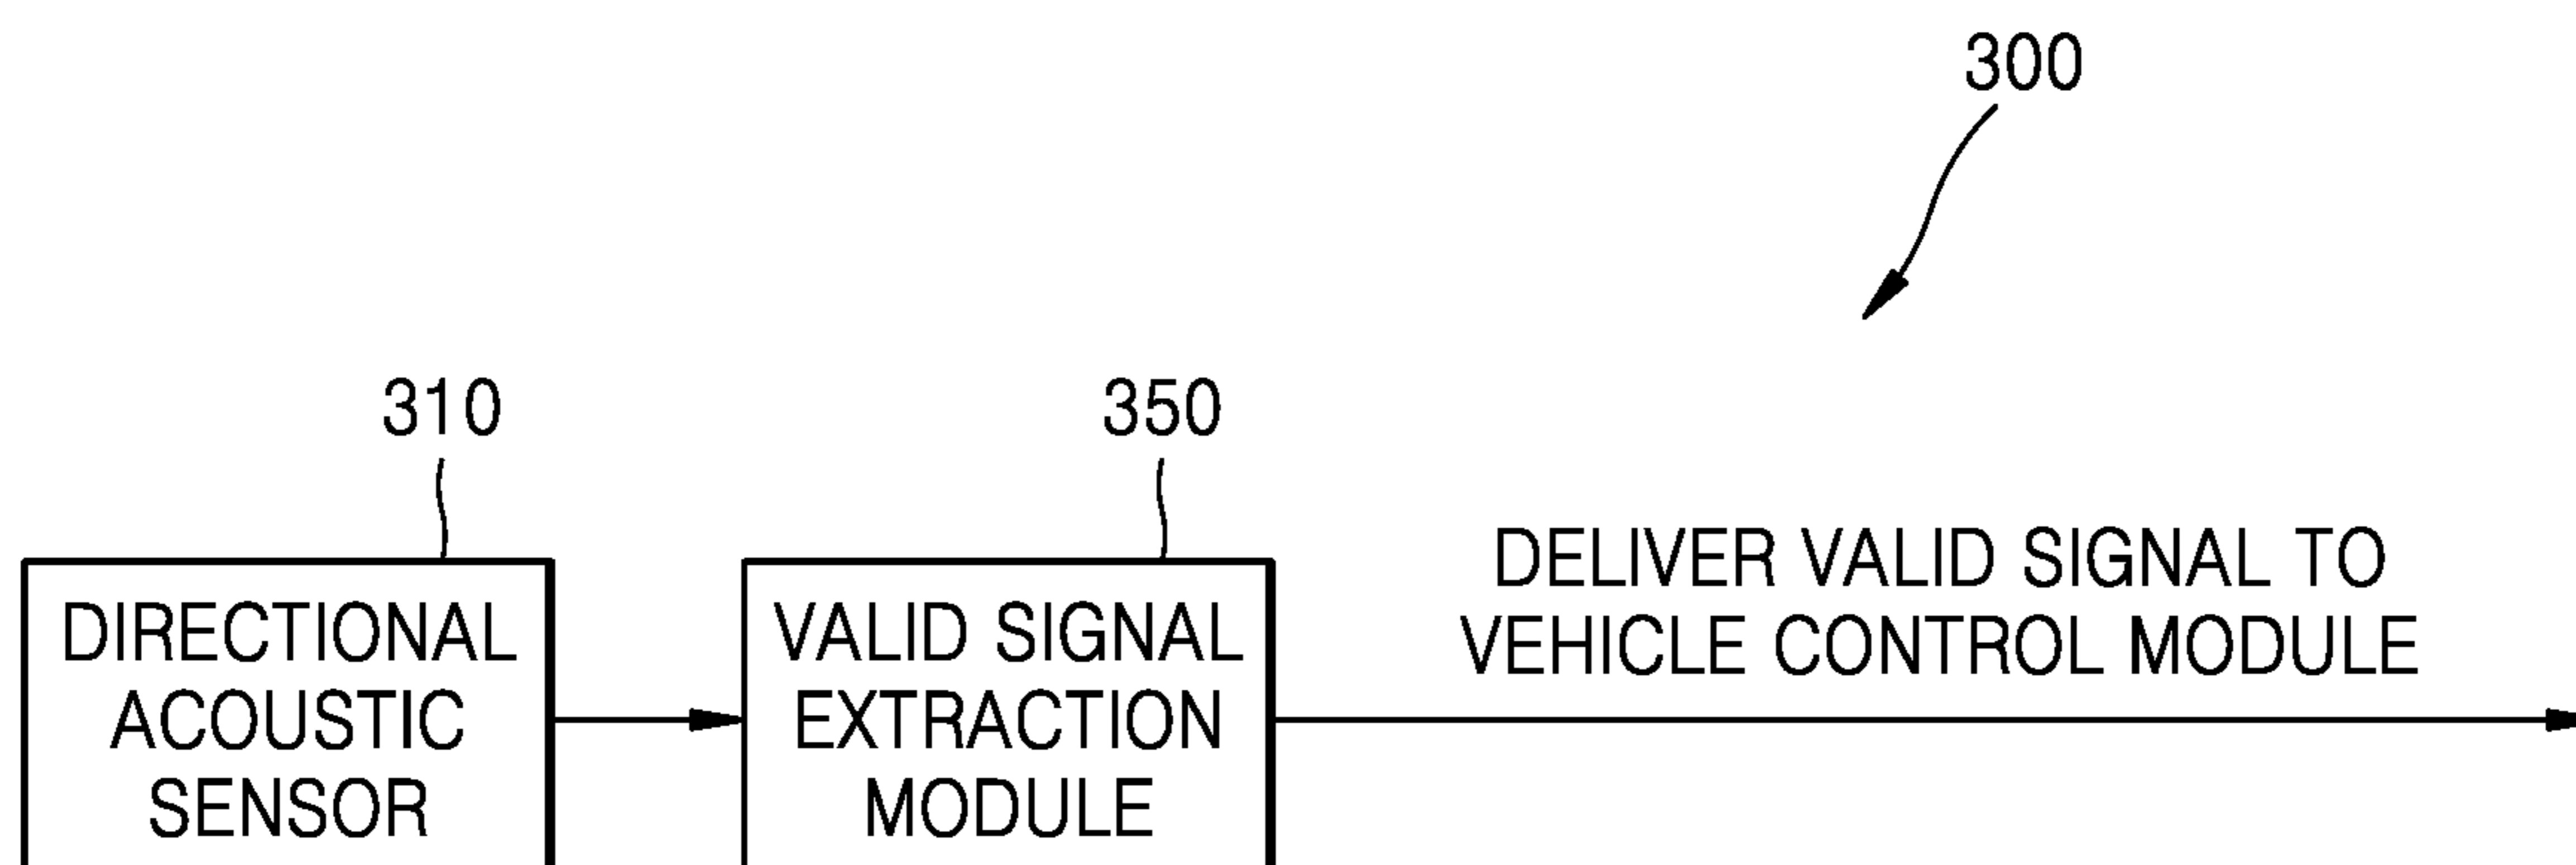 300
310
350
DIRECTIONAL
ACOUSTIC
SENSOR
VALID SIGNAL
EXTRACTION
MODULE
DELIVER VALID SIGNAL TO
VEHICLE CONTROL MODULE